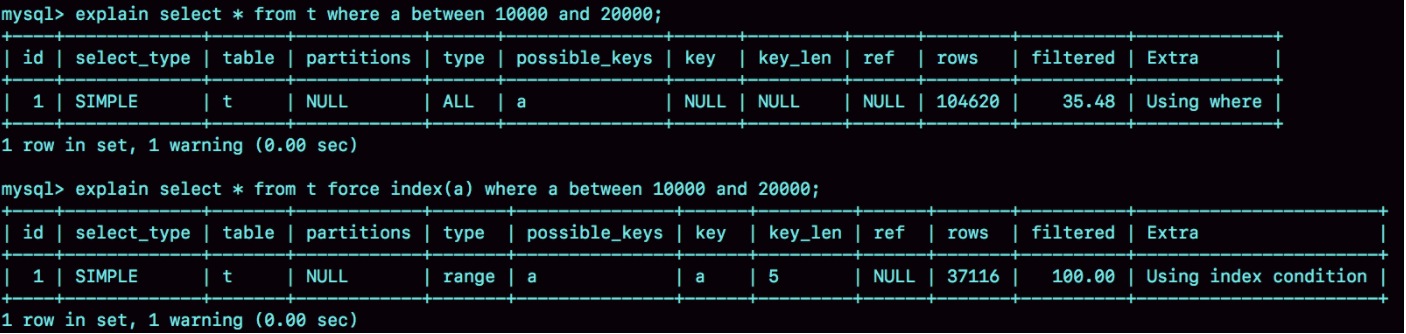 mysql> explain select * from t where a between 10000 and 20000;
+----+-------------+-------+------------+------+---------------+------+---------+------+--------+----------+-------------+
| id | select_type | table | partitions | type | possible_keys | key | key_len | ref | rows | filtered | Extra |
+----+-------------+-------+------------+------+---------------+------+---------+------+--------+----------+-------------+
| 1 | SIMPLE | t | NULL | ALL | a | NULL | NULL | NULL | 104620 | 35.48 | Using where |
+----+-------------+-------+------------+------+---------------+------+---------+------+--------+----------+-------------+
1 row in set, 1 warning (0.00 sec)
mysql> explain select * from t force index(a) where a between 10000 and 20000;
+----+-------------+-------+------------+-------+---------------+------+---------+------+-------+----------+-----------------------+
| id | select_type | table | partitions | type | possible_keys | key | key_len | ref | rows | filtered | Extra |
+----+-------------+-------+------------+-------+---------------+------+---------+------+-------+----------+-----------------------+
| 1 | SIMPLE | t | NULL | range | a | a | 5 | NULL | 37116 | 100.00 | Using index condition |
+----+-------------+-------+------------+-------+---------------+------+---------+------+-------+----------+-----------------------+
1 row in set, 1 warning (0.00 sec)